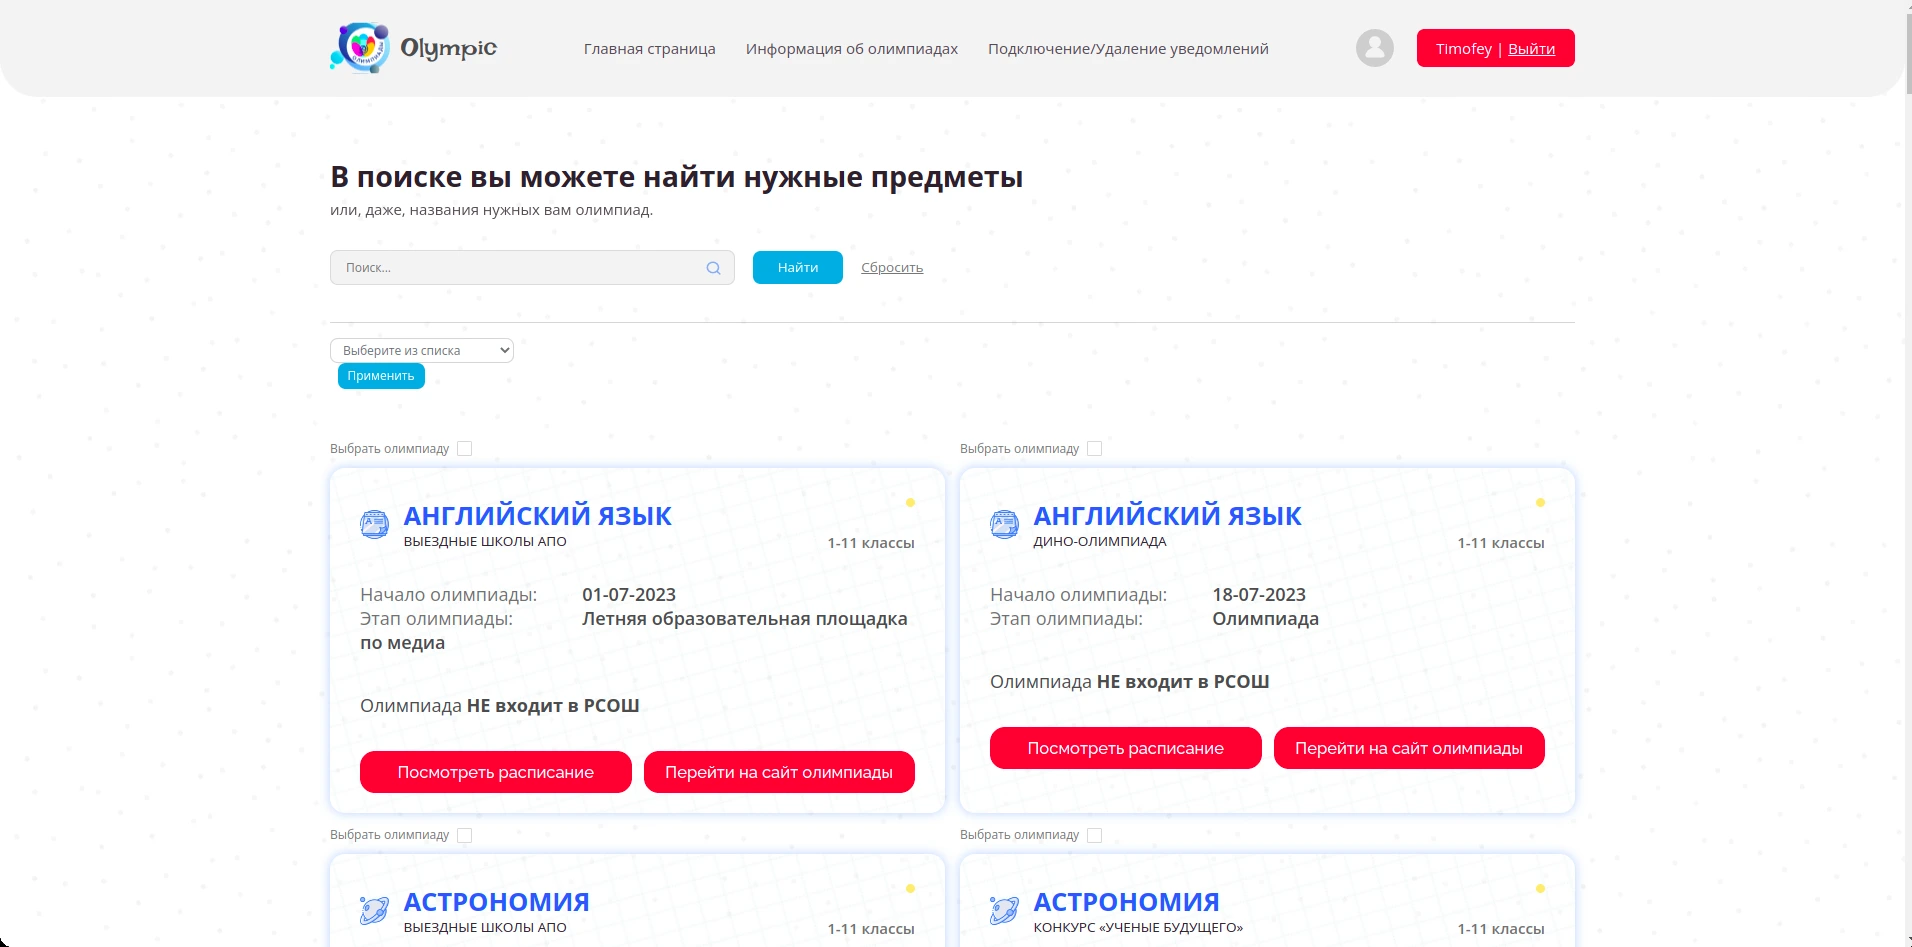 Olympic
Главная страница
Информация об олимпиадах
Подключение/Удаление уведомлений
Timofey | Выйти
В поиске вы можете найти нужные предметы
или, даже, названия нужных вам олимпиад.
Поиск...
Найти
Сбросить
Выберите из списка
Применить
Выбрать олимпиаду
АНГЛИЙСКИЙ ЯЗЫК
ВЫЕЗДНЫЕ ШКОЛЫ АПО
1-11 классы
Начало олимпиады: 01-07-2023
Этап олимпиады: Летняя образовательная площадка
по медиа
Олимпиада НЕ входит в РСОШ
Посмотреть расписание
Перейти на сайт олимпиады
Выбрать олимпиаду
АНГЛИЙСКИЙ ЯЗЫК
ДИНО-ОЛИМПИАДА
1-11 классы
Начало олимпиады: 18-07-2023
Этап олимпиады: Олимпиада
Олимпиада НЕ входит в РСОШ
Посмотреть расписание
Перейти на сайт олимпиады
Выбрать олимпиаду
АСТРОНОМИЯ
ВЫЕЗДНЫЕ ШКОЛЫ АПО
1-11 классы
Выбрать олимпиаду
АСТРОНОМИЯ
КОНКУРС «УЧЕНЫЕ БУДУЩЕГО»
1-11 классы